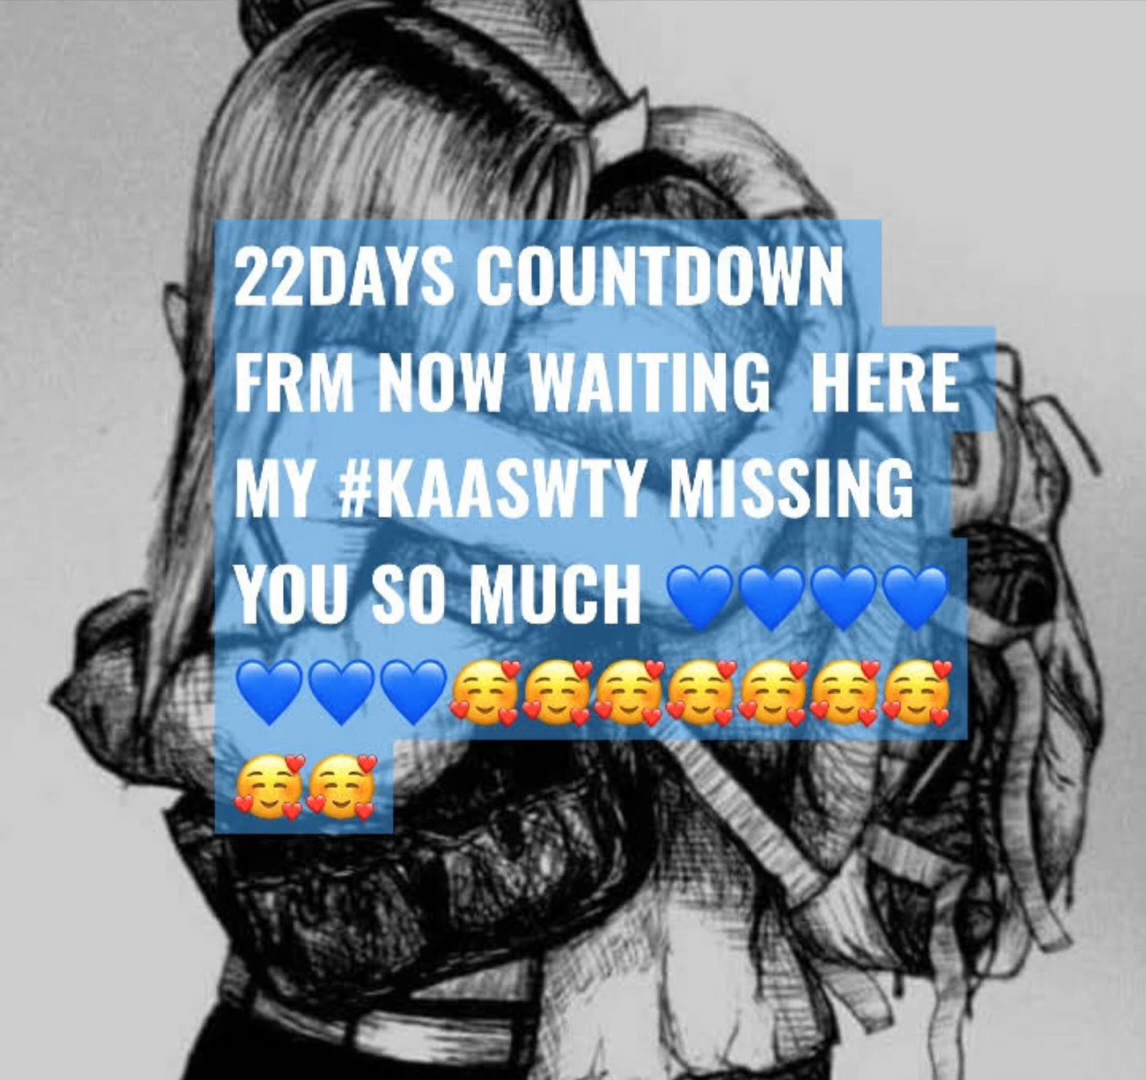 22DAYS COUNTDOWN
FRM NOW WAITING  HERE
MY #KAASWTY MISSING
YOU SO MUCH 💙💙💙💙
💙💙💙🥰🥰🥰🥰🥰🥰🥰
🥰🥰